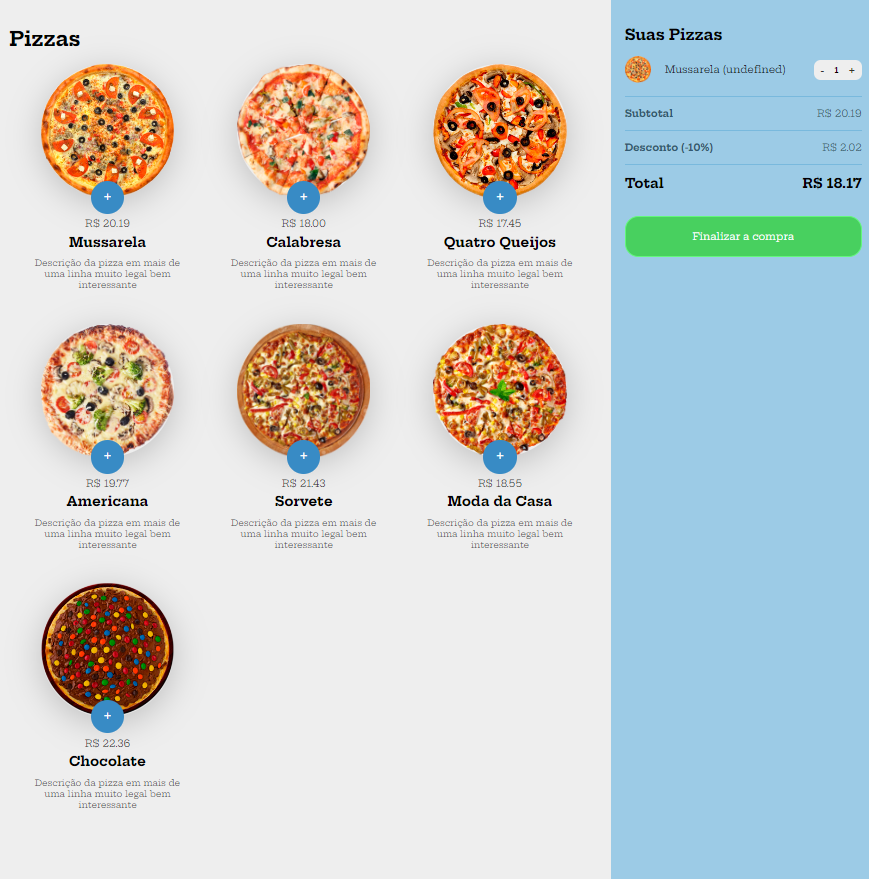 Pizzas
+
R$ 20.19
Mussarela
Descrição da pizza em mais de
uma linha muito legal bem
interessante
+
R$ 18.00
Calabresa
Descrição da pizza em mais de
uma linha muito legal bem
interessante
+
R$ 17.45
Quatro Queijos
Descrição da pizza em mais de
uma linha muito legal bem
interessante
+
R$ 19.77
Americana
Descrição da pizza em mais de
uma linha muito legal bem
interessante
+
R$ 21.43
Sorvete
Descrição da pizza em mais de
uma linha muito legal bem
interessante
+
R$ 18.55
Moda da Casa
Descrição da pizza em mais de
uma linha muito legal bem
interessante
+
R$ 22.36
Chocolate
Descrição da pizza em mais de
uma linha muito legal bem
interessante
Suas Pizzas
Mussarela (undefined) - 1 +
Subtotal R$ 20.19
Desconto (-10%) R$ 2.02
Total R$ 18.17
Finalizar a compra